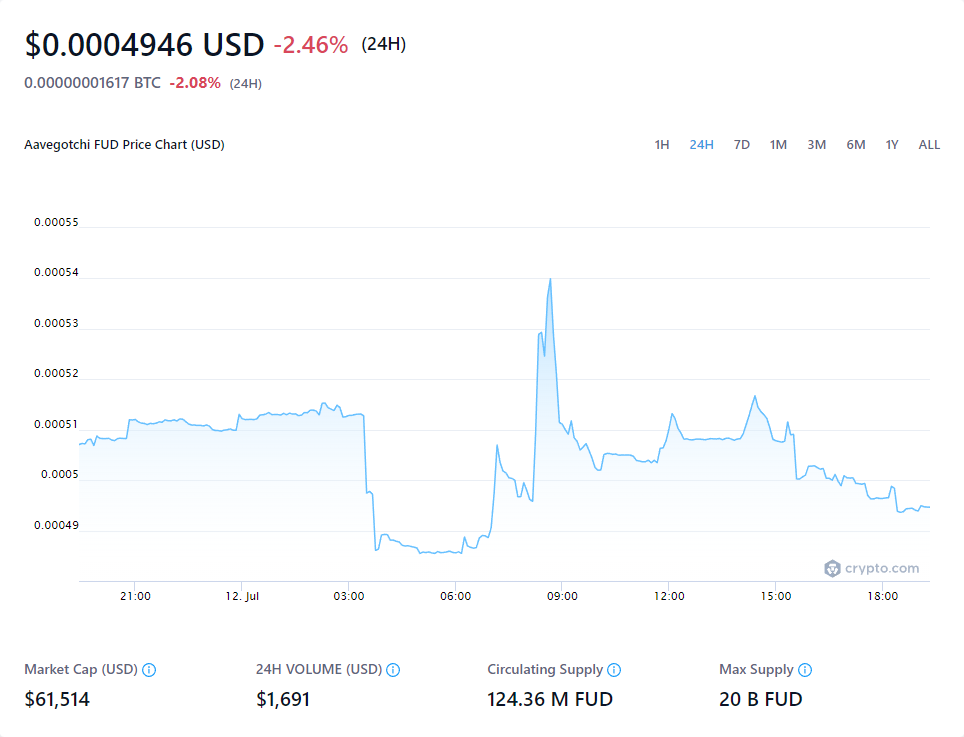 $0.0004946 USD -2.46% (24H)
0.00000001617 BTC -2.08% (24H)
Aavegotchi FUD Price Chart (USD) 1H 24H 7D 1M 3M 6M 1Y ALL
0.00055
0.00054
0.00053
0.00052
0.00051
0.0005
0.00049
crypto.com
21:00 12. Jul 03:00 06:00 09:00 12:00 15:00 18:00
Market Cap (USD) 24H VOLUME (USD) Circulating Supply Max Supply
$61,514 $1,691 124.36 M FUD 20 B FUD